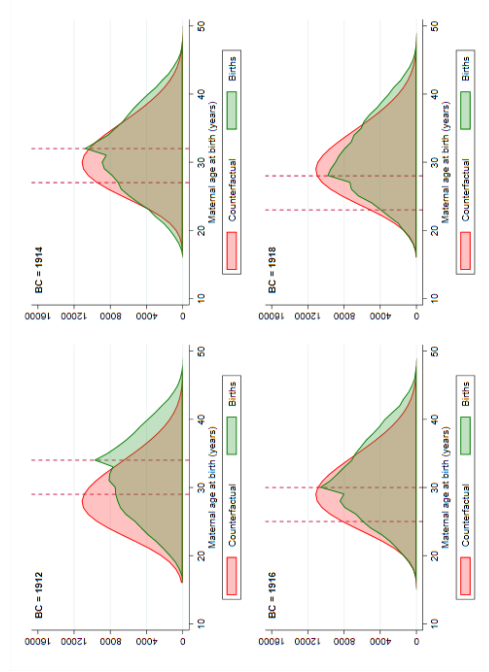 BC = 1912
16000
12000
8000
4000
0
10 20 30 40 50
Maternal age at birth (years)
Counterfactual Births
BC = 1914
16000
12000
8000
4000
0
10 20 30 40 50
Maternal age at birth (years)
Counterfactual Births
BC = 1916
16000
12000
8000
4000
0
10 20 30 40 50
Maternal age at birth (years)
Counterfactual Births
BC = 1918
16000
12000
8000
4000
0
10 20 30 40 50
Maternal age at birth (years)
Counterfactual Births